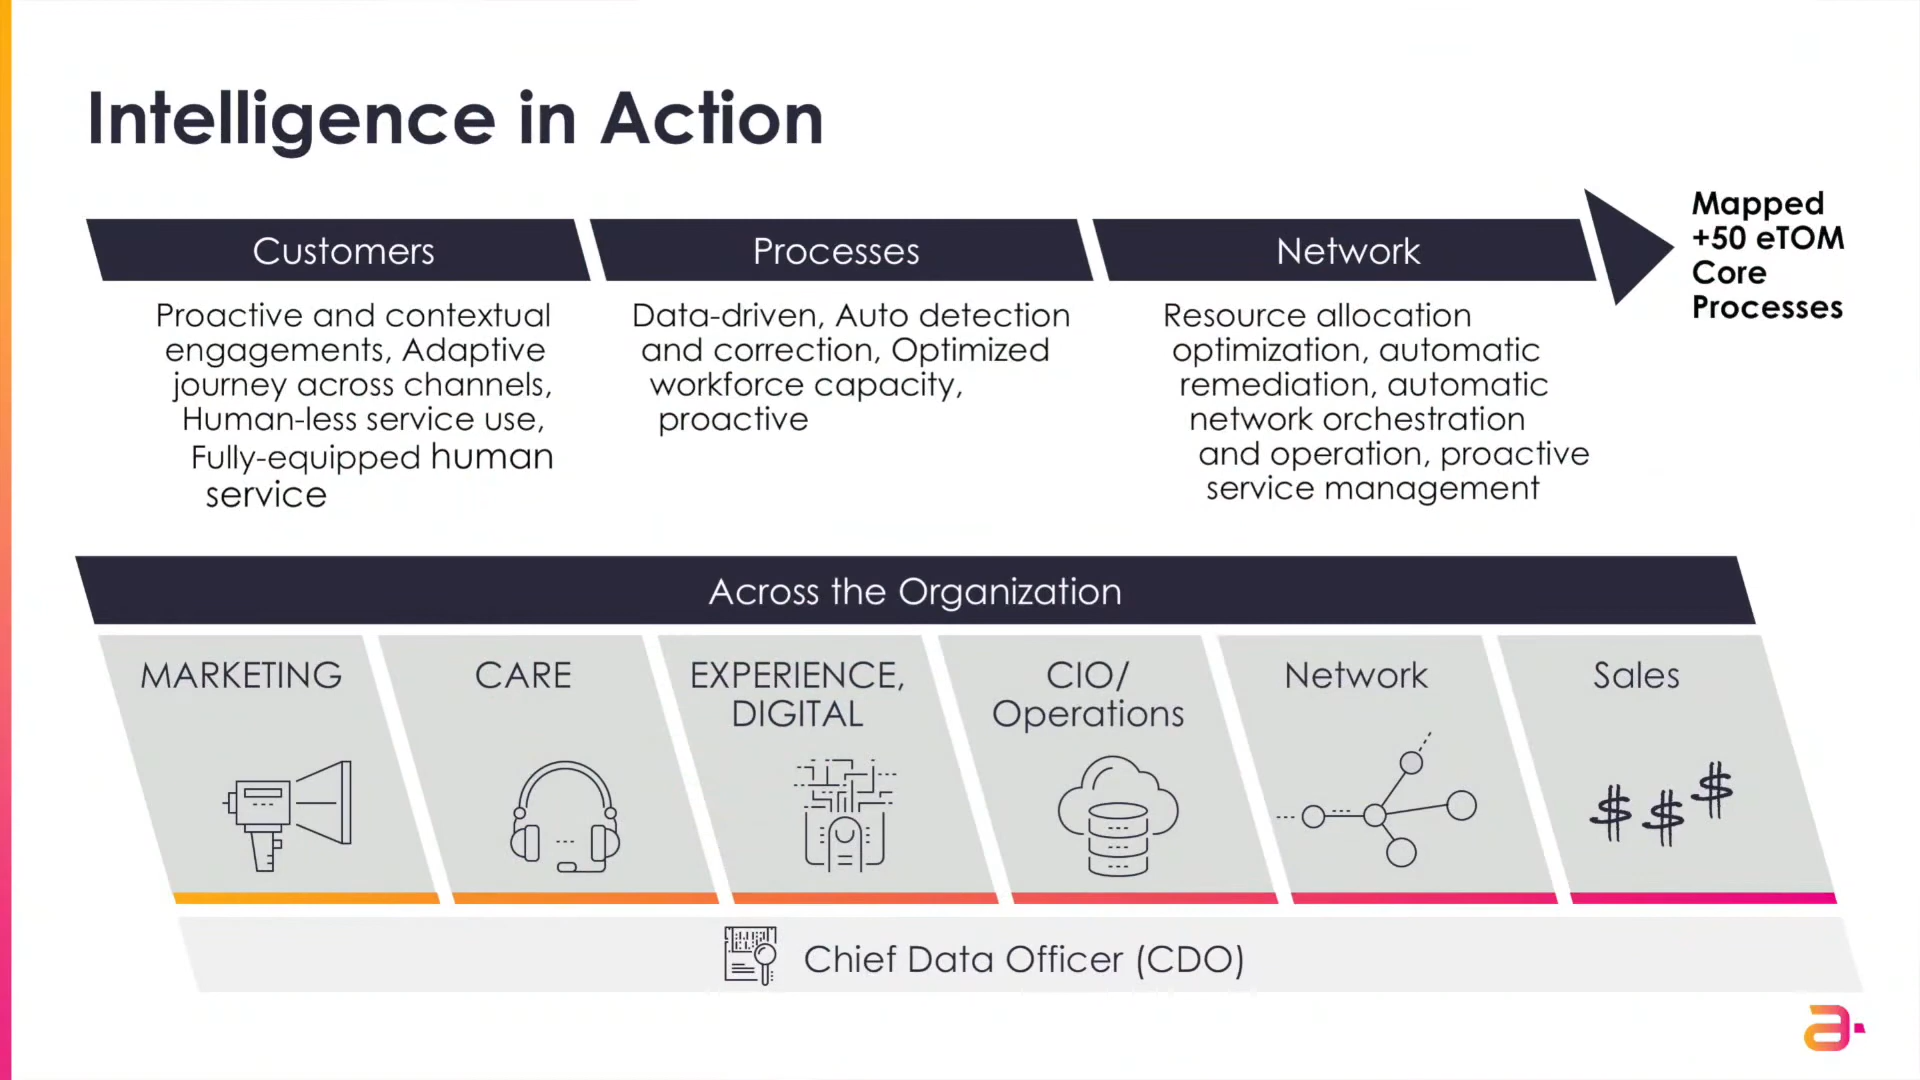 Intelligence in Action
Customers
Processes
Network
Mapped
+50 eTOM
Core
Processes
Proactive and contextual
engagements, Adaptive
journey across channels,
Human-less service use,
Fully-equipped human
service
Data-driven, Auto detection
and correction, Optimized
workforce capacity,
proactive
Resource allocation
optimization, automatic
remediation, automatic
network orchestration
and operation, proactive
service management
Across the Organization
MARKETING
CARE
EXPERIENCE,
DIGITAL
CIO/
Operations
Network
Sales
$ $ $
Chief Data Officer (CDO)
a